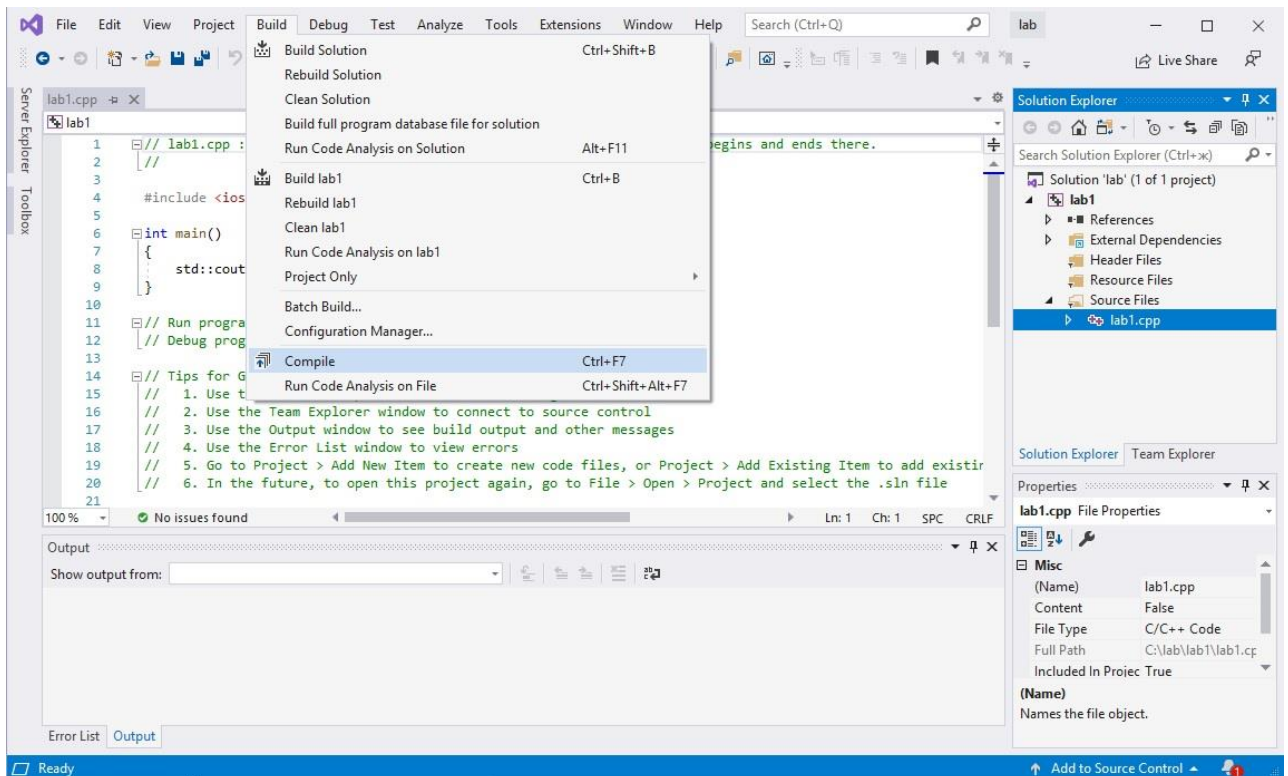 File Edit View Project Build Debug Test Analyze Tools Extensions Window Help Search (Ctrl+Q) lab
Live Share
Server Explorer
Toolbox
lab1.cpp
lab1
Build Solution Ctrl+Shift+B
Rebuild Solution
Clean Solution
Build full program database file for solution
Run Code Analysis on Solution Alt+F11
Build lab1 Ctrl+B
Rebuild lab1
Clean lab1
Run Code Analysis on lab1
Project Only
Batch Build...
Configuration Manager...
Compile Ctrl+F7
Run Code Analysis on File Ctrl+Shift+Alt+F7
1 // lab1.cpp : egins and ends there.
2 //
3
4 #include <ios
5
6 int main()
7 {
8 std::cout
9 }
10
11 // Run progra
12 // Debug prog
13
14 // Tips for G
15 // 1. Use t
16 // 2. Use the Team Explorer window to connect to source control
17 // 3. Use the Output window to see build output and other messages
18 // 4. Use the Error List window to view errors
19 // 5. Go to Project > Add New Item to create new code files, or Project > Add Existing Item to add existin
20 // 6. In the future, to open this project again, go to File > Open > Project and select the .sln file
21
100 % No issues found Ln: 1 Ch: 1 SPC CRLF
Output
Show output from:
Error List Output
Solution Explorer
Search Solution Explorer (Ctrl+ж)
Solution 'lab' (1 of 1 project)
lab1
References
External Dependencies
Header Files
Resource Files
Source Files
lab1.cpp
Solution Explorer Team Explorer
Properties
lab1.cpp File Properties
Misc
(Name) lab1.cpp
Content False
File Type C/C++ Code
Full Path C:\lab\lab1\lab1.cp
Included In Projec True
(Name)
Names the file object.
Ready Add to Source Control 1